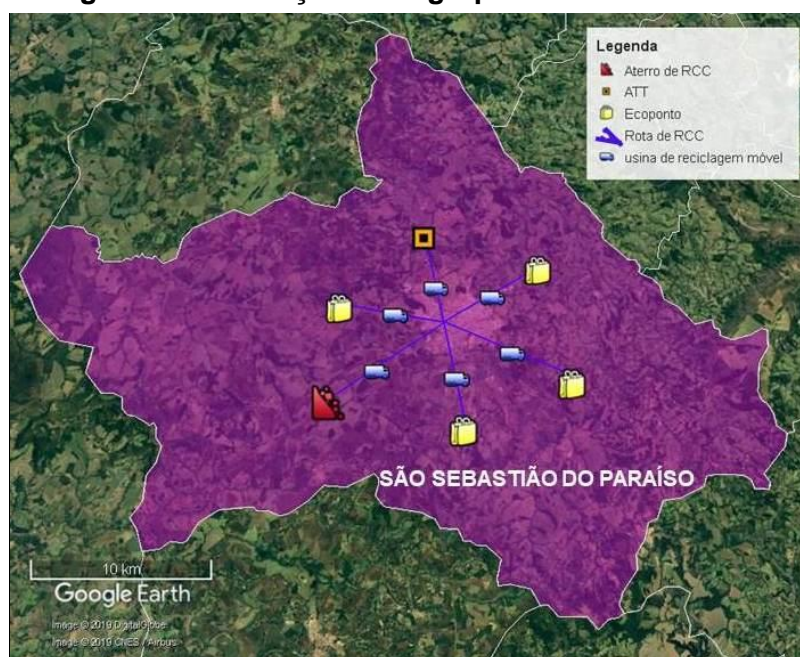 Legenda
Aterro de RCC
ATT
Ecoponto
Rota de RCC
usina de reciclagem móvel
SÃO SEBASTIÃO DO PARAÍSO
10 km
Google Earth
Image © 2019 DigitalGlobe
Image © 2019 CNES / Airbus